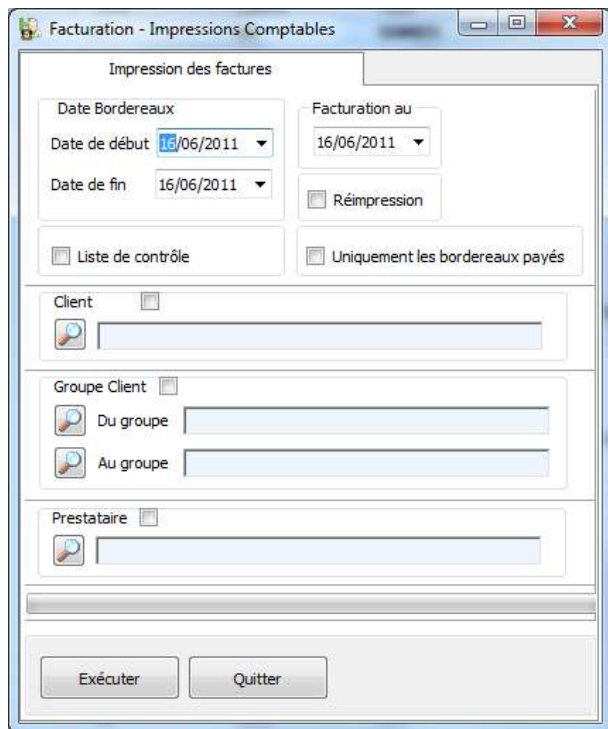 Facturation - Impressions Comptables
Impression des factures
Date Bordereaux
Facturation au
Date de début 16/06/2011
16/06/2011
Date de fin 16/06/2011
Réimpression
Liste de contrôle
Uniquement les bordereaux payés
Client
Groupe Client
Du groupe
Au groupe
Prestataire
Exécuter
Quitter